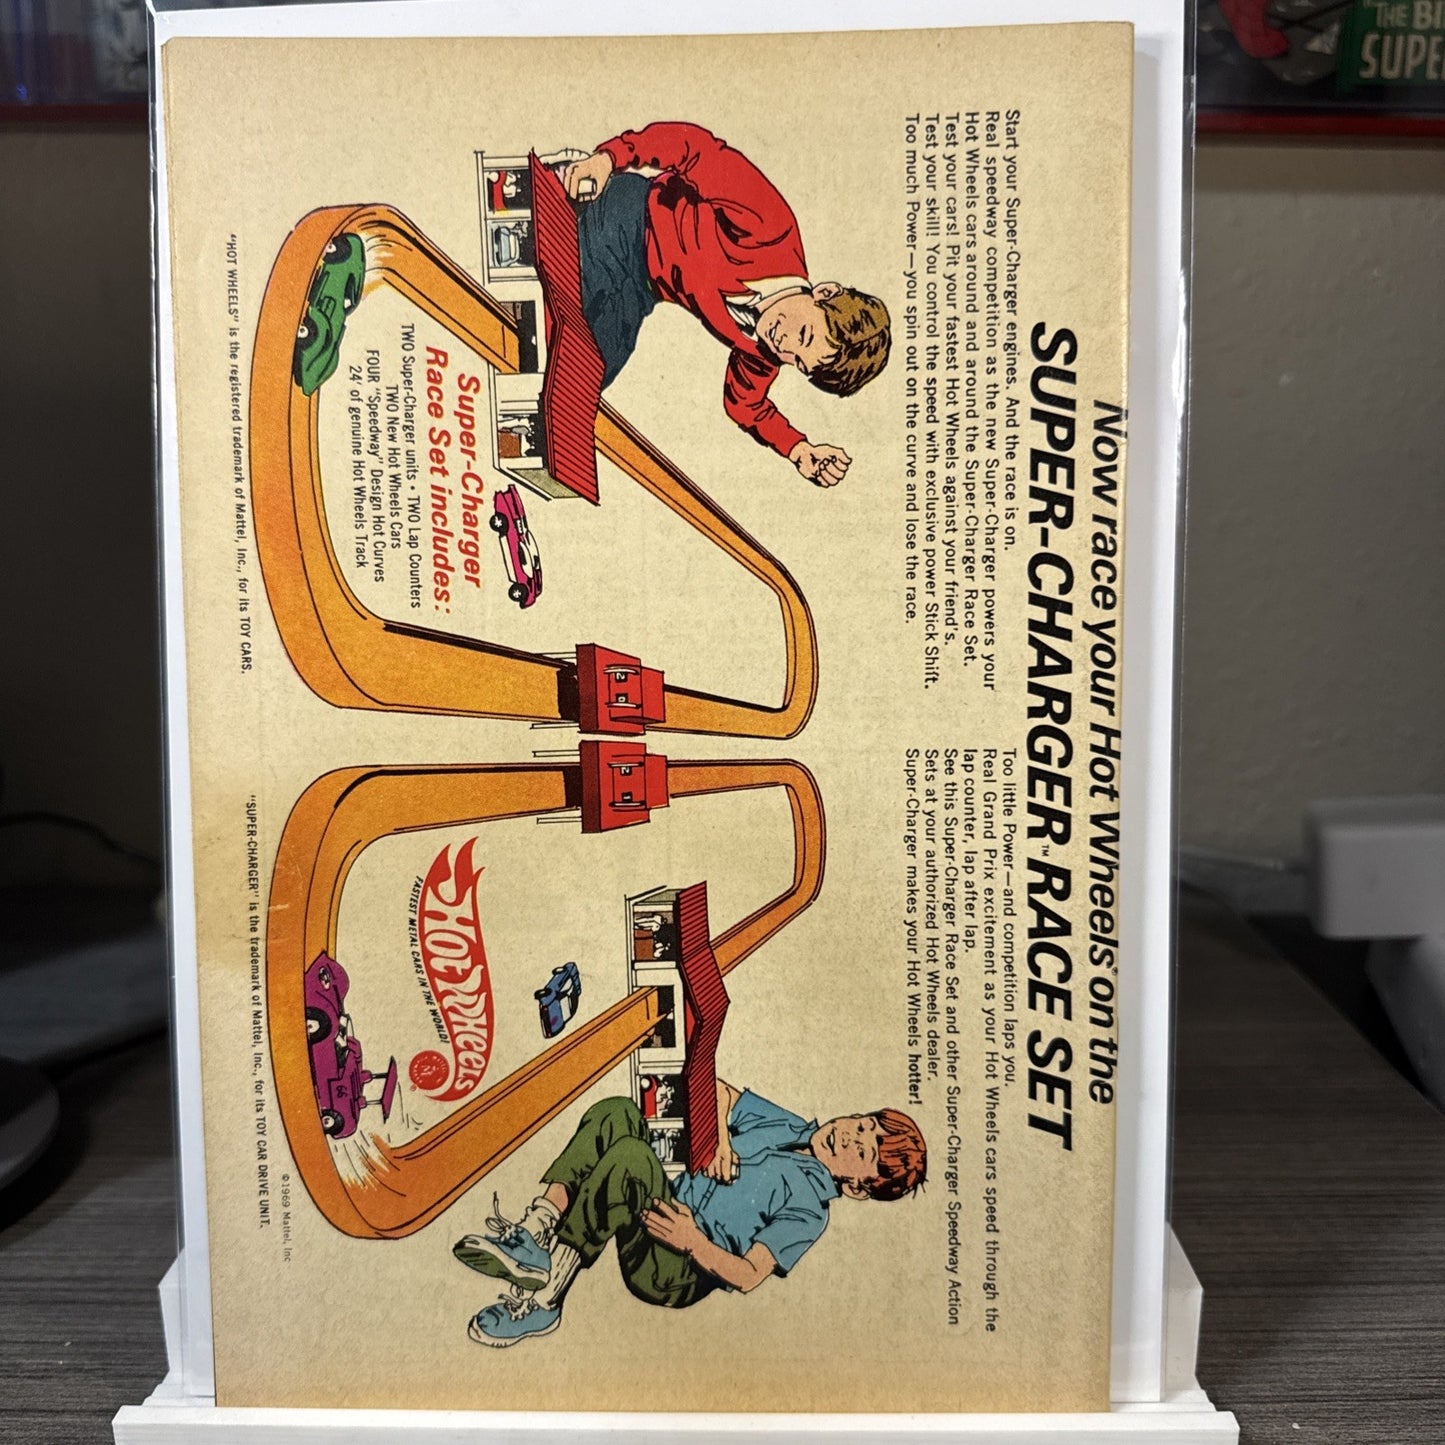 Now race your Hot Wheels® on the
SUPER-CHARGER™ RACE SET
Start your Super-Charger engines. And the race is on.
Real speedway competition as the new Super-Charger powers your
Hot Wheels cars around and around the Super-Charger Race Set.
Test your cars! Pit your fastest Hot Wheels against your friend's.
Test your skill! You control the speed with exclusive power Stick Shift.
Too much Power—you spin out on the curve and lose the race.
Too little Power—and competition laps you.
Real Grand Prix excitement as your Hot Wheels cars speed through the
lap counter, lap after lap.
See this Super-Charger Race Set and other Super-Charger Speedway Action
Sets at your authorized Hot Wheels dealer.
Super-Charger makes your Hot Wheels hotter!
Super-Charger
Race Set includes:
TWO Super-Charger units • TWO Lap Counters
TWO New Hot Wheels Cars
FOUR "Speedway" Design Hot Curves
24' of genuine Hot Wheels Track
2 0
2 1
HOT WHEELS
FASTEST METAL CARS IN THE WORLD!
66
©1969 Mattel, Inc
"HOT WHEELS" is the registered trademark of Mattel, Inc., for its TOY CARS.
"SUPER-CHARGER" is the trademark of Mattel, Inc., for its TOY CAR DRIVE UNIT.
THE BI
SUPE